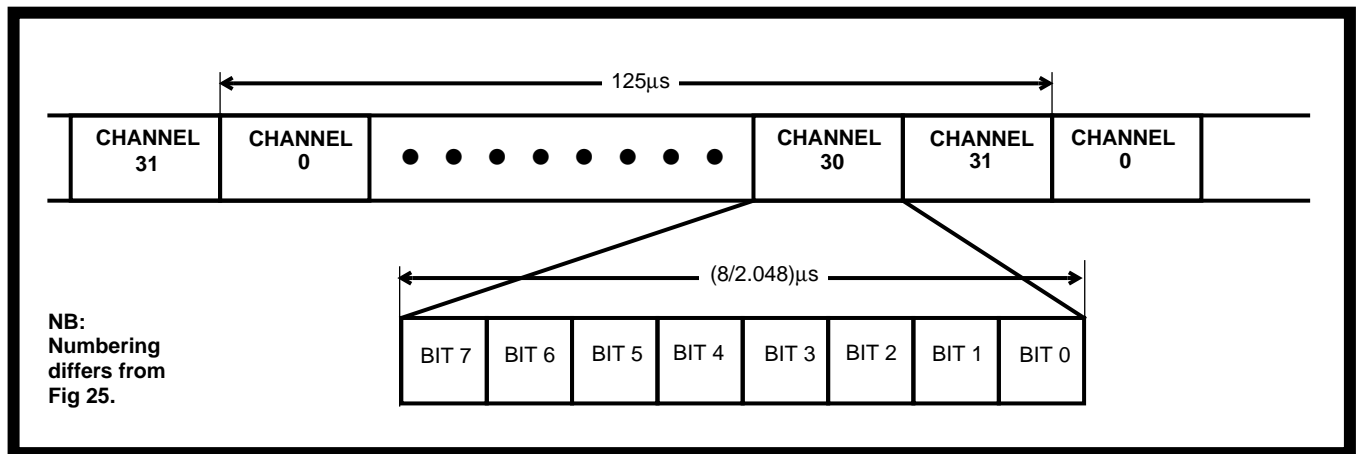 125μs
CHANNEL 31
CHANNEL 0
CHANNEL 30
CHANNEL 31
CHANNEL 0
(8/2.048)μs
BIT 7 BIT 6 BIT 5 BIT 4 BIT 3 BIT 2 BIT 1 BIT 0
NB:
Numbering
differs from
Fig 25.